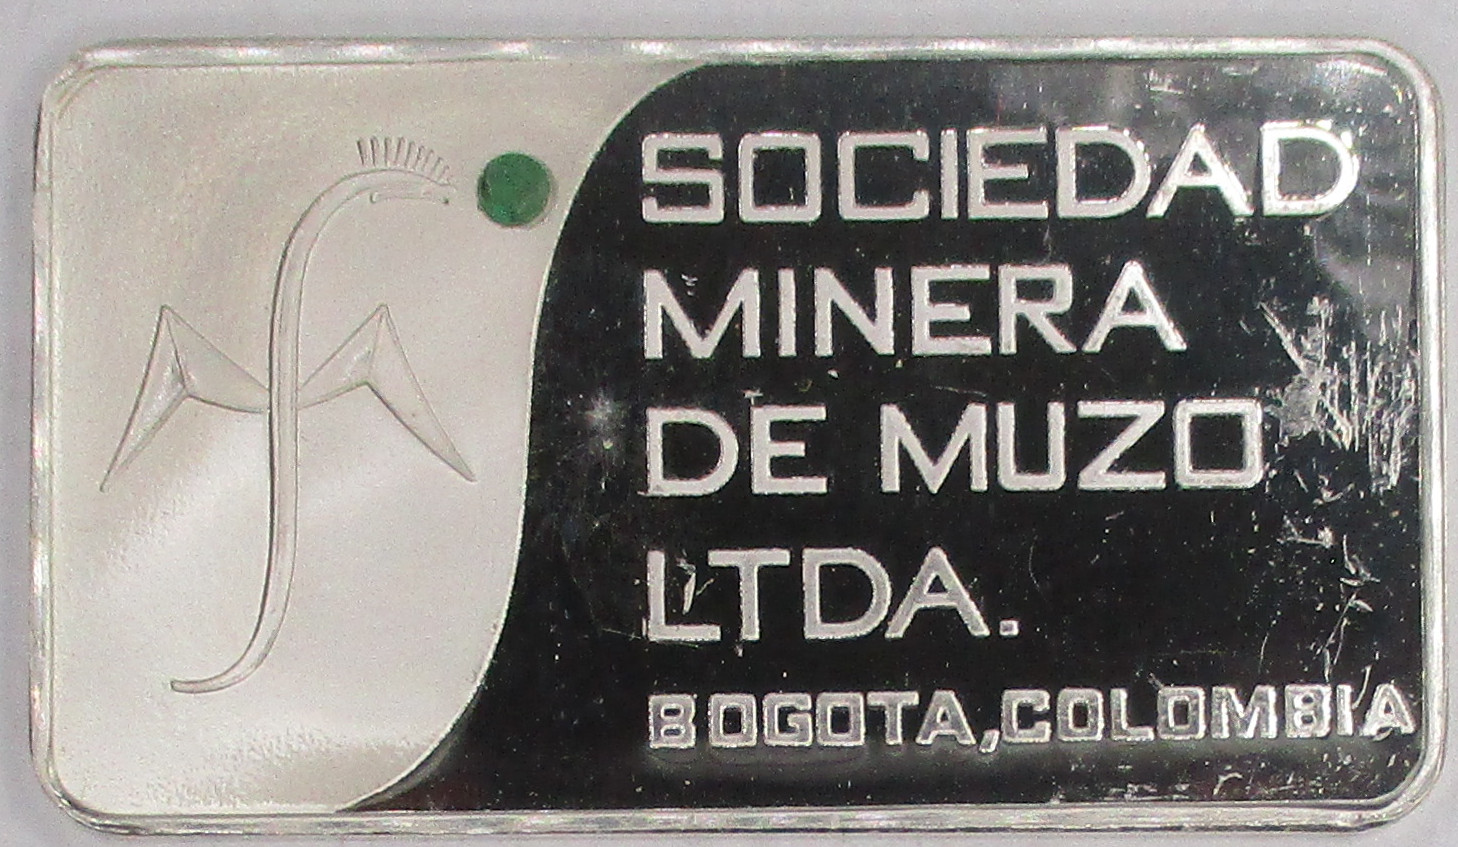 SOCIEDAD
MINERA
DE MUZO
LTDA.
BOGOTA, COLOMBIA